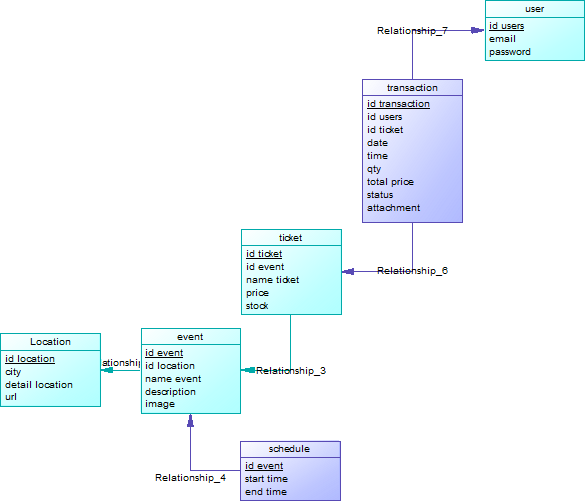 user
id users
email
password
Relationship_7
transaction
id transaction
id users
id ticket
date
time
qty
total price
status
attachment
Relationship_6
ticket
id ticket
id event
name ticket
price
stock
Relationship_3
Location
id location
city
detail location
url
ationship
event
id event
id location
name event
description
image
Relationship_4
schedule
id event
start time
end time